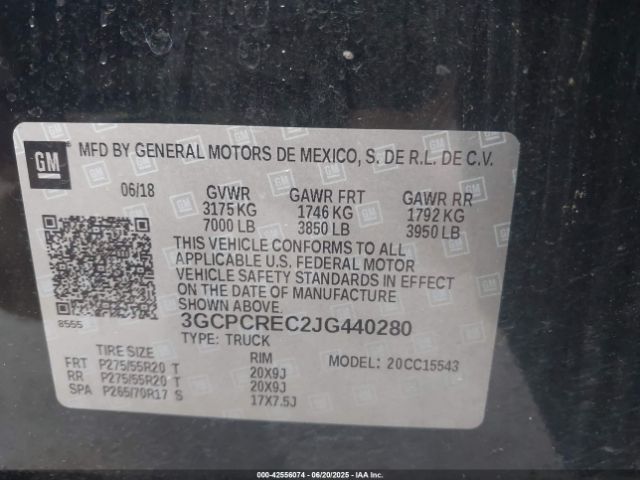 GM
MFD BY GENERAL MOTORS DE MEXICO, S. DE R.L. DE C.V.
06/18 GVWR GAWR FRT GAWR RR
3175 KG 1746 KG 1792 KG
7000 LB 3850 LB 3950 LB
THIS VEHICLE CONFORMS TO ALL
APPLICABLE U.S. FEDERAL MOTOR
VEHICLE SAFETY STANDARDS IN EFFECT
ON THE DATE OF MANUFACTURE
SHOWN ABOVE.
8555
3GCPCREC2JG440280
TYPE: TRUCK
TIRE SIZE RIM MODEL: 20CC15543
FRT P275/55R20 T 20X9J
RR P275/55R20 T 20X9J
SPA P265/70R17 S 17X7.5J
000-42556074 | 06/20/2025 | IAA Inc.